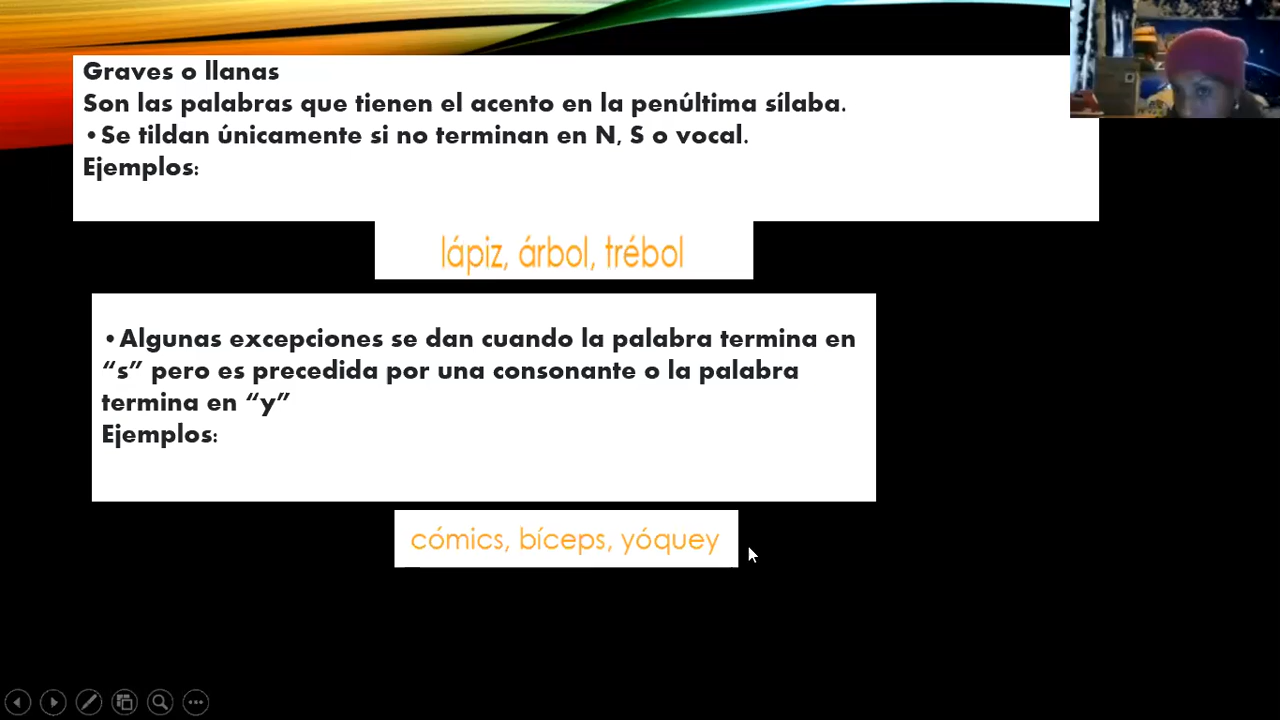 Graves o llanas
Son las palabras que tienen el acento en la penúltima sílaba.
•Se tildan únicamente si no terminan en N, S o vocal.
Ejemplos:
lápiz, árbol, trébol
•Algunas excepciones se dan cuando la palabra termina en
“s” pero es precedida por una consonante o la palabra
termina en “y”
Ejemplos:
cómics, bíceps, yóquey